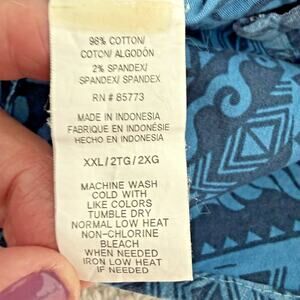 98% COTTON/
COTON/ ALGODÓN
2% SPANDEX/
SPANDEX/ SPANDEX
RN # 85773
MADE IN INDONESIA
FABRIQUE EN INDONÉSIE
HECHO EN INDONESIA
XXL/2TG/2XG
MACHINE WASH
COLD WITH
LIKE COLORS
TUMBLE DRY
NORMAL LOW HEAT
NON-CHLORINE
BLEACH
WHEN NEEDED
IRON LOW HEAT
IF NEEDED